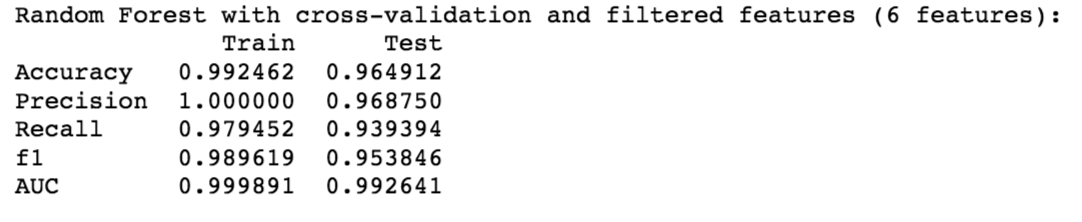 Random Forest with cross-validation and filtered features (6 features):
Train Test
Accuracy 0.992462 0.964912
Precision 1.000000 0.968750
Recall 0.979452 0.939394
f1 0.989619 0.953846
AUC 0.999891 0.992641